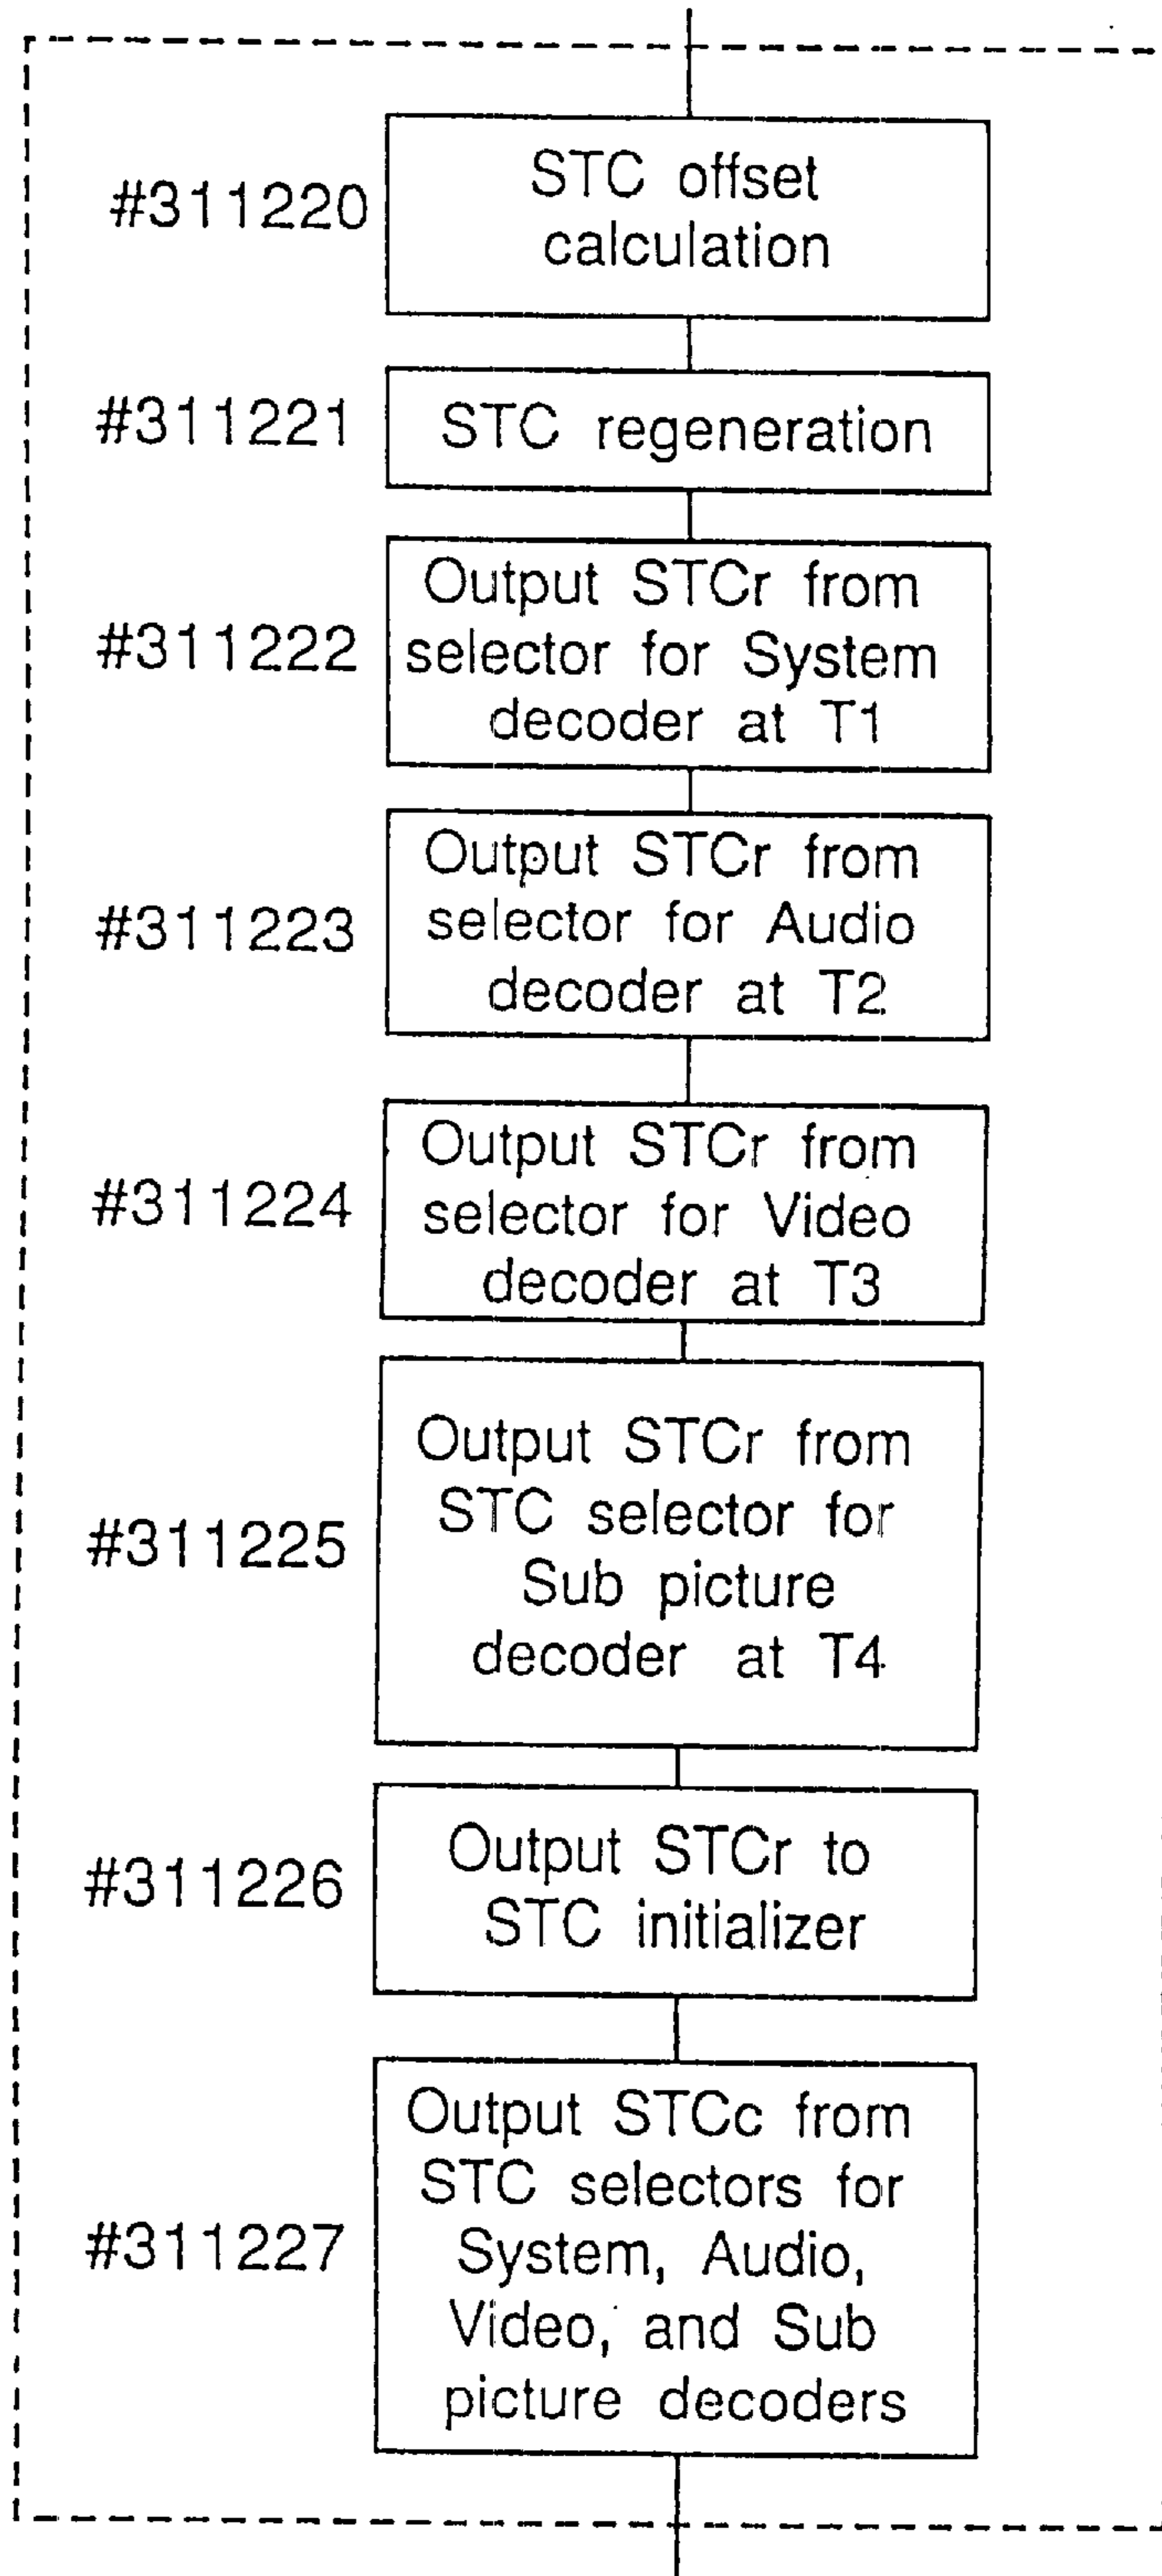 #311220
STC offset
calculation
#311221
STC regeneration
#311222
Output STCr from
selector for System
decoder at T1
#311223
Output STCr from
selector for Audio
decoder at T2
#311224
Output STCr from
selector for Video
decoder at T3
#311225
Output STCr from
STC selector for
Sub picture
decoder at T4
#311226
Output STCr to
STC initializer
#311227
Output STCc from
STC selectors for
System, Audio,
Video, and Sub
picture decoders